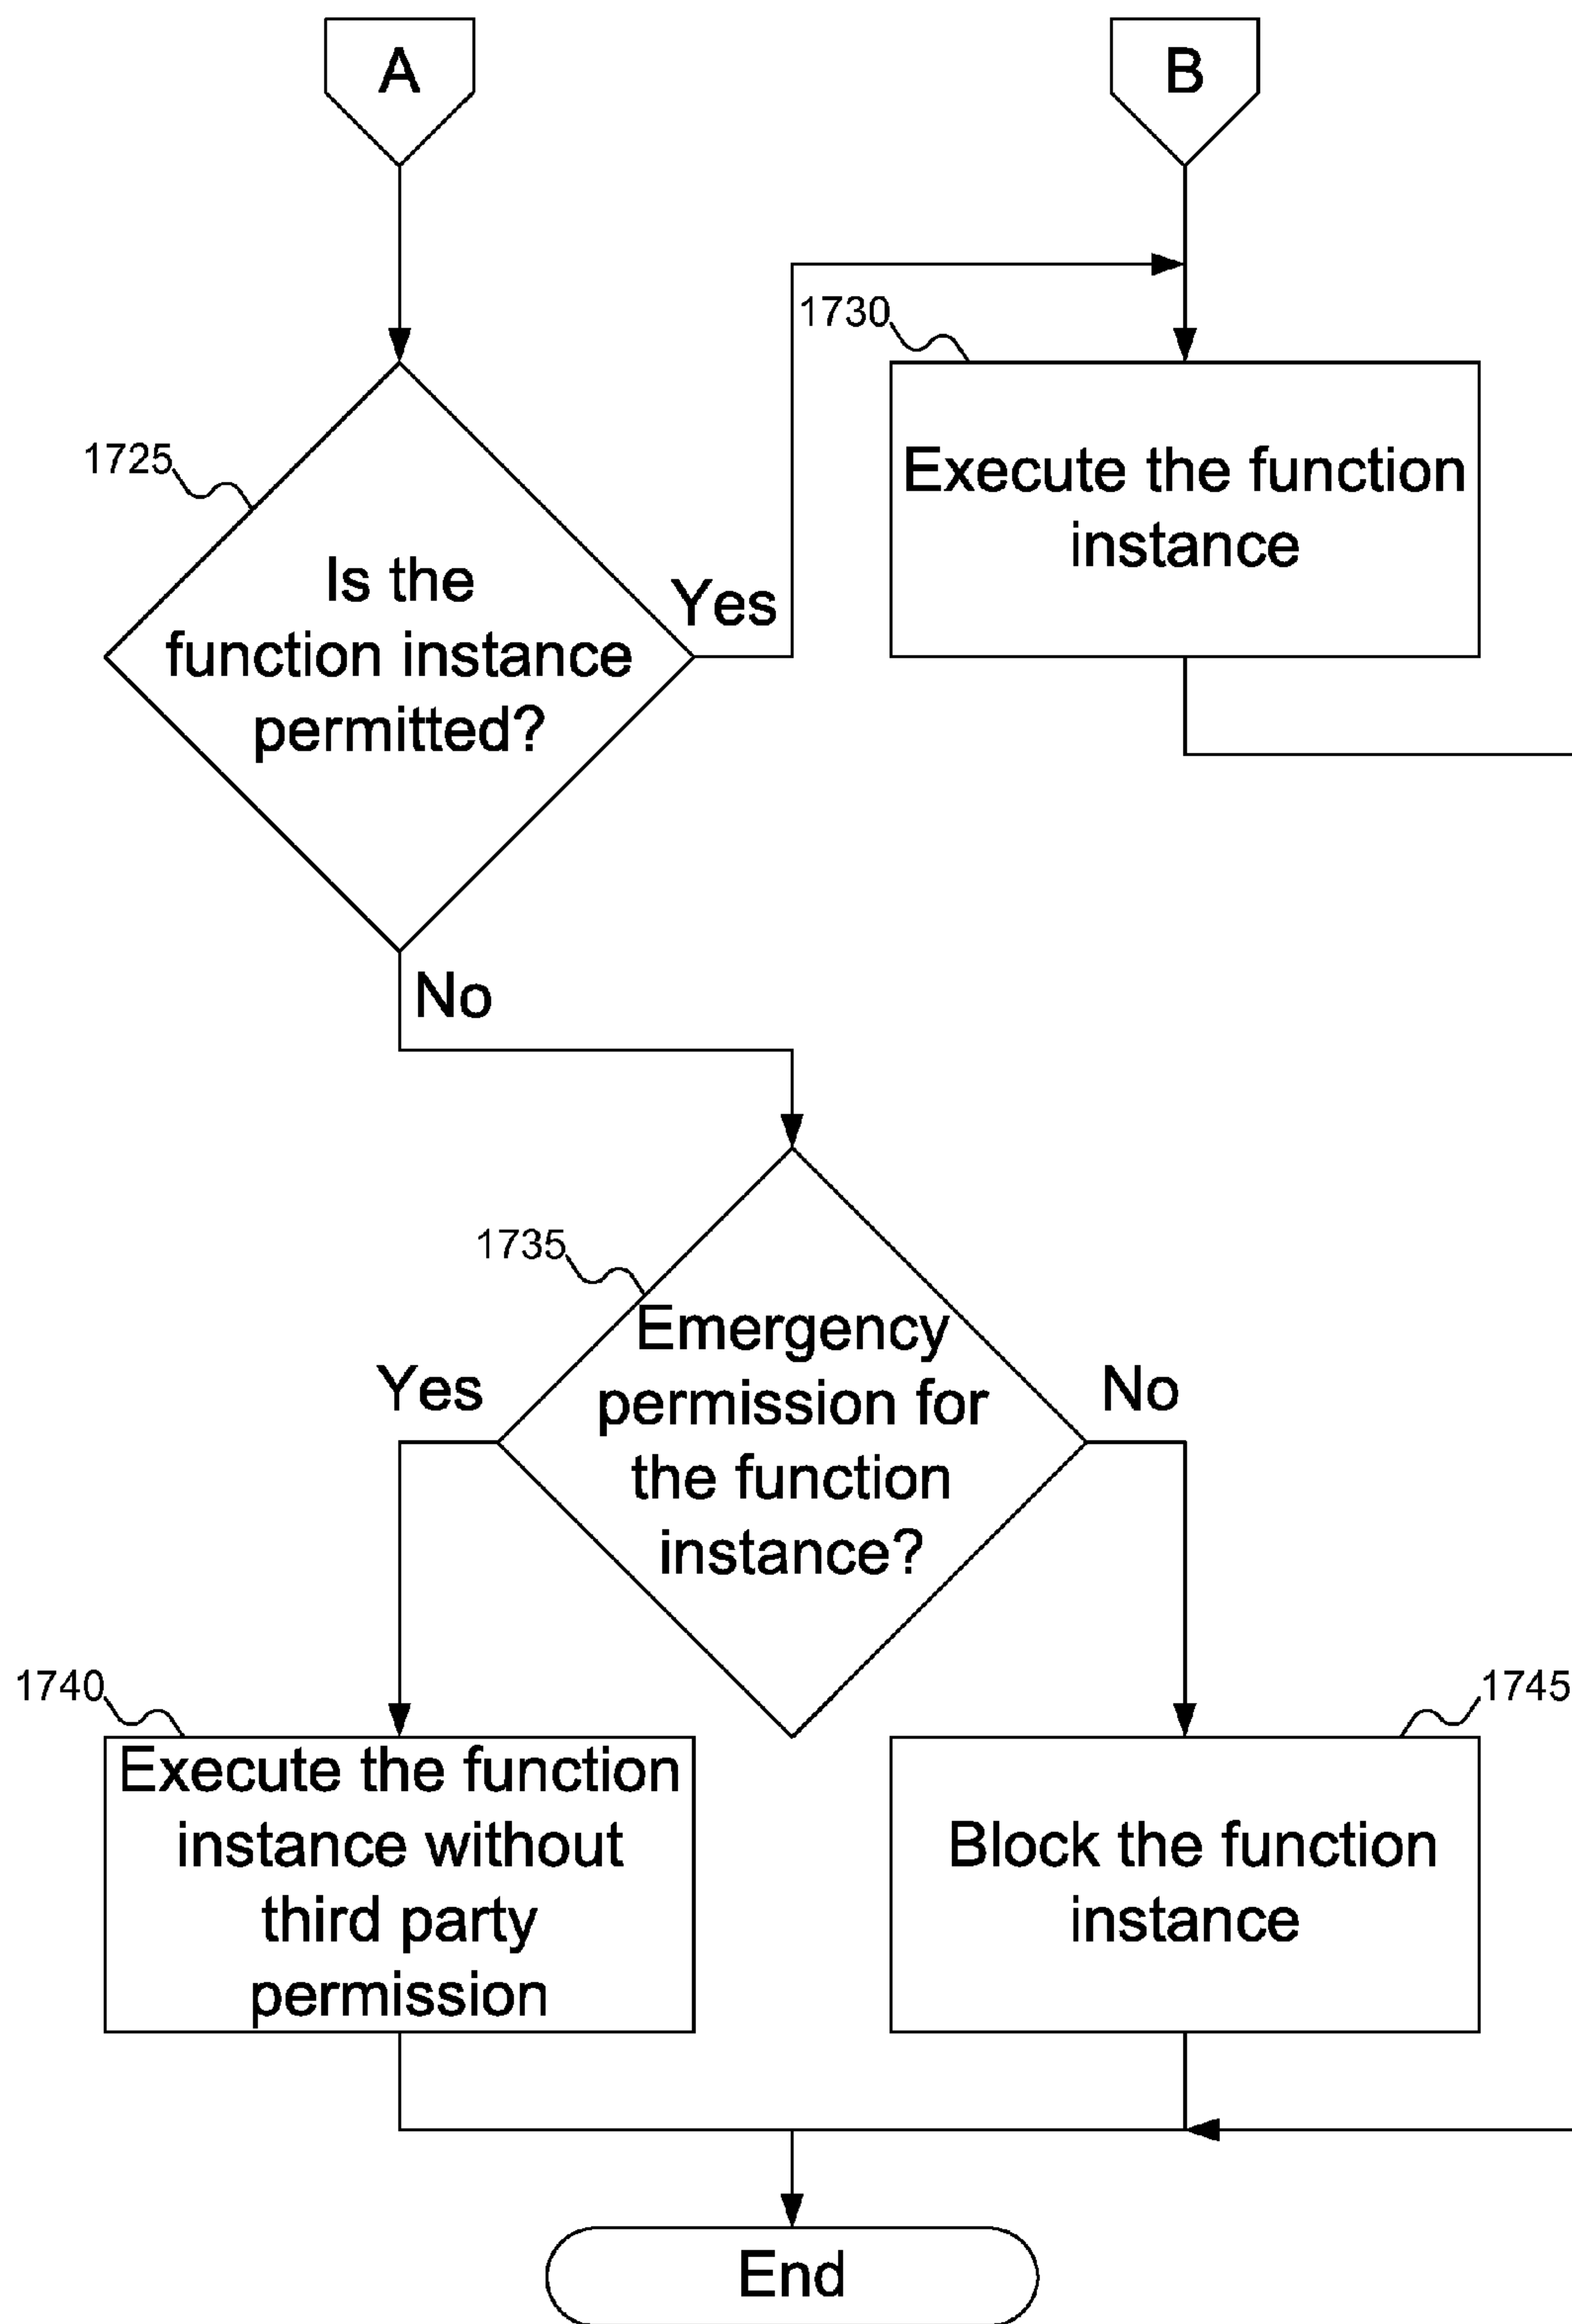 A
B
1730
Execute the function
instance
1725
Is the
function instance
permitted?
Yes
No
1735
Emergency
permission for
the function
instance?
Yes
No
1740
Execute the function
instance without
third party
permission
1745
Block the function
instance
End